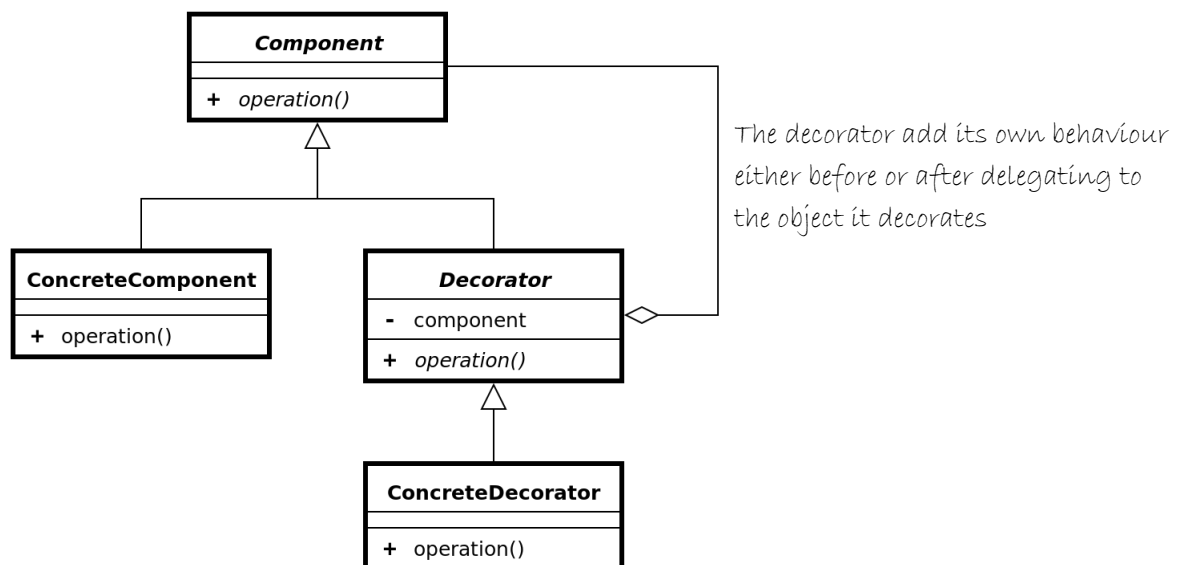 Component
+ operation()
The decorator add its own behaviour
either before or after delegating to
the object it decorates
ConcreteComponent
+ operation()
Decorator
- component
+ operation()
ConcreteDecorator
+ operation()